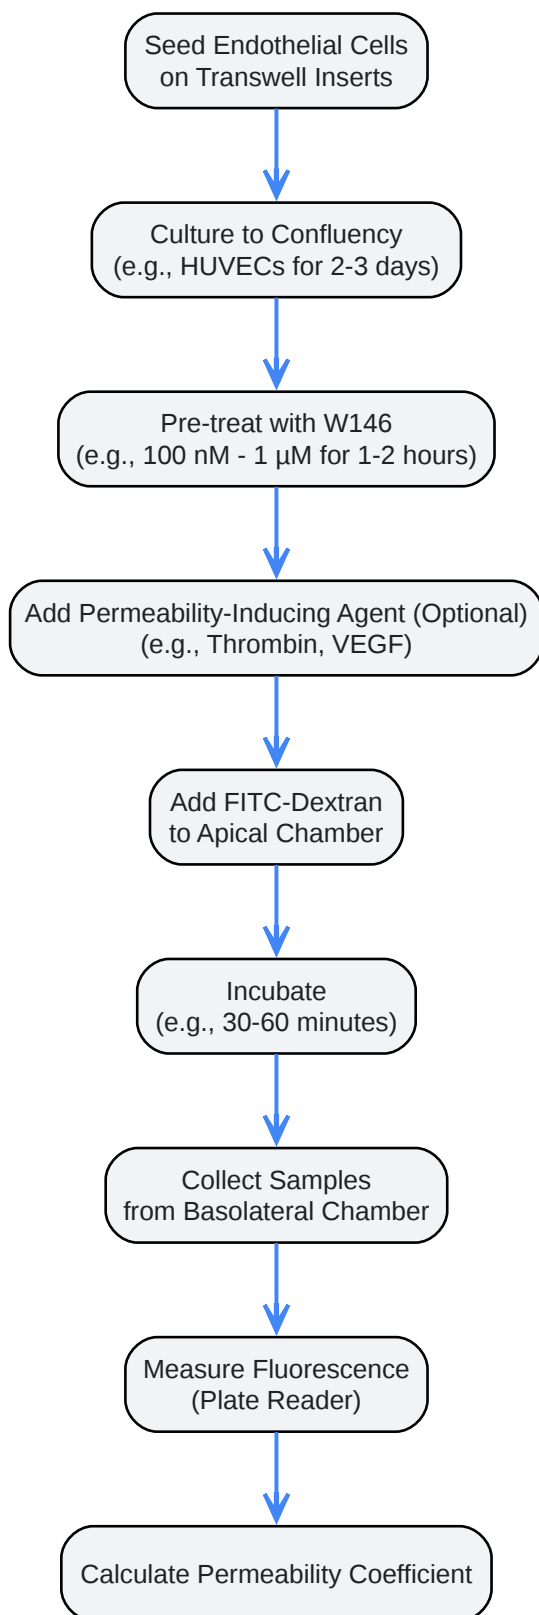 Seed Endothelial Cells
on Transwell Inserts
Culture to Confluency
(e.g., HUVECs for 2-3 days)
Pre-treat with W146
(e.g., 100 nM - 1 µM for 1-2 hours)
Add Permeability-Inducing Agent (Optional)
(e.g., Thrombin, VEGF)
Add FITC-Dextran
to Apical Chamber
Incubate
(e.g., 30-60 minutes)
Collect Samples
from Basolateral Chamber
Measure Fluorescence
(Plate Reader)
Calculate Permeability Coefficient